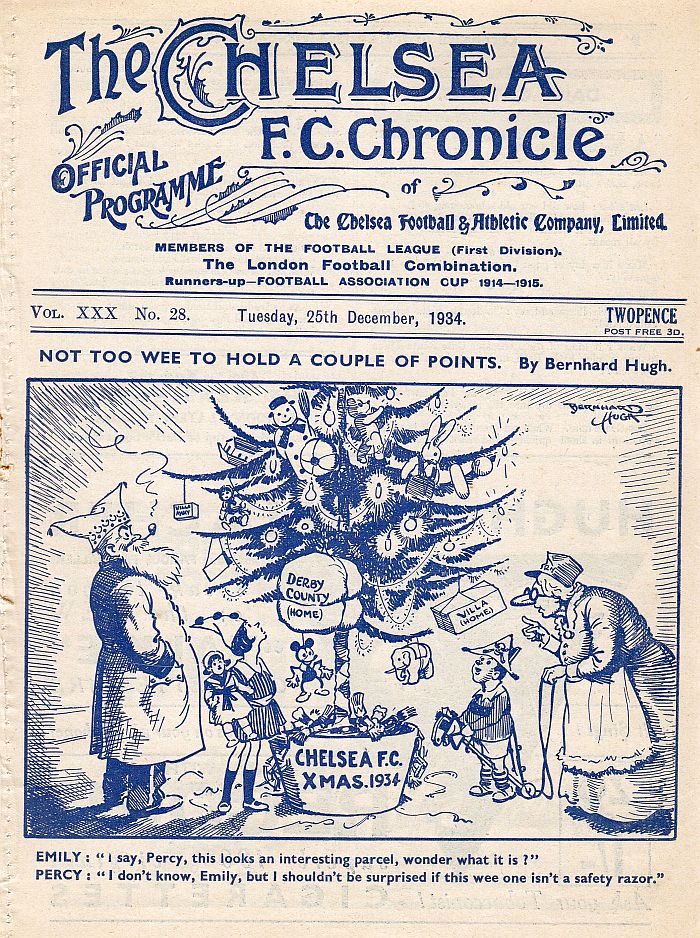 The CHELSEA
F.C. Chronicle
OFFICIAL
PROGRAMME
of
The Chelsea Football & Athletic Company, Limited.
MEMBERS OF THE FOOTBALL LEAGUE (First Division).
The London Football Combination.
Runners-up—FOOTBALL ASSOCIATION CUP 1914—1915.
VOL. XXX No. 28. Tuesday, 25th December, 1934. TWOPENCE
POST FREE 3D.
NOT TOO WEE TO HOLD A COUPLE OF POINTS. By Bernhard Hugh.
BERNHARD
HUGH
VILLA
AWAY
DERBY
COUNTY
(HOME)
VILLA
(HOME)
CHELSEA F.C.
XMAS. 1934
EMILY : "I say, Percy, this looks an interesting parcel, wonder what it is ?"
PERCY : "I don't know, Emily, but I shouldn't be surprised if this wee one isn't a safety razor."